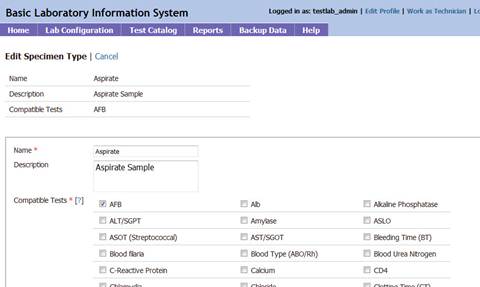 Basic Laboratory Information System
Logged in as: testlab_admin | Edit Profile | Work as Technician |
Home Lab Configuration Test Catalog Reports Backup Data Help
Edit Specimen Type | Cancel
Name Aspirate
Description Aspirate Sample
Compatible Tests AFB
Name * Aspirate
Description Aspirate Sample
Compatible Tests * [?] AFB Alb Alkaline Phosphatase
ALT/SGPT Amylase ASLO
ASOT (Streptococcal) AST/SGOT Bleeding Time (BT)
Blood filaria Blood Type (ABO/Rh) Blood Urea Nitrogen
C-Reactive Protein Calcium CD4
Chlamydia Chloride Clotting Time (CT)